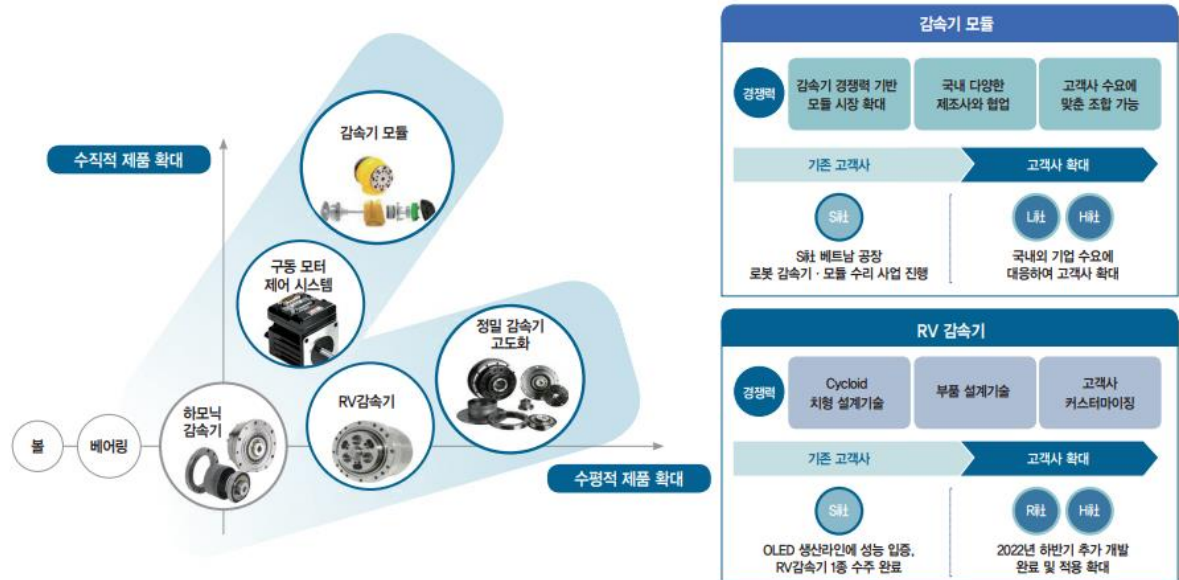 수직적 제품 확대
감속기 모듈
구동 모터
제어 시스템
정밀 감속기
고도화
RV감속기
하모닉
감속기
볼
베어링
수평적 제품 확대
감속기 모듈
경쟁력
감속기 경쟁력 기반
모듈 시장 확대
국내 다양한
제조사와 협업
고객사 수요에
맞춘 조합 가능
기존 고객사
고객사 확대
S社
L社
H社
S社 베트남 공장
로봇 감속기 · 모듈 수리 사업 진행
국내외 기업 수요에
대응하여 고객사 확대
RV 감속기
경쟁력
Cycloid
치형 설계기술
부품 설계기술
고객사
커스터마이징
기존 고객사
고객사 확대
S社
R社
H社
OLED 생산라인에 성능 입증,
RV감속기 1종 수주 완료
2022년 하반기 추가 개발
완료 및 적용 확대